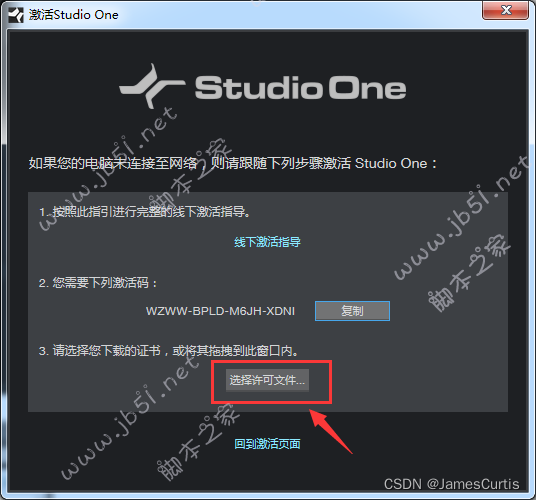 激活Studio One
Studio One
如果您的电脑未连接至网络，则请跟随下列步骤激活 Studio One：
1. 按照此指引进行完整的线下激活指导。
线下激活指导
2. 您需要下列激活码：
WZWW-BPLD-M6JH-XDNI 复制
3. 请选择您下载的证书，或将其拖拽到此窗口内。
选择许可文件...
回到激活页面
www.jb51.net
脚本之家
www.jb51.net
脚本之家
www.jb51.net
脚本之家
CSDN @JamesCurtis